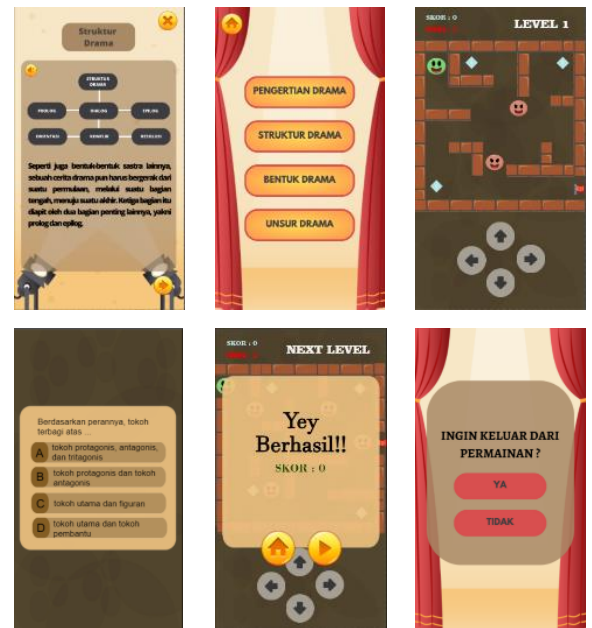 Struktur
Drama
STRUKTUR
DRAMA
PROLOG
DIALOG
EPILOG
ORIENTASI
KONFLIK
RESOLUSI
Seperti juga bentuk-bentuk sastra lainnya,
sebuah cerita drama pun harus bergerak dari
suatu permulaan, melalui suatu bagian
tengah, menuju suatu akhir. Ketiga bagian itu
diapit oleh dua bagian penting lainnya, yakni
prolog dan epilog.
PENGERTIAN DRAMA
STRUKTUR DRAMA
BENTUK DRAMA
UNSUR DRAMA
SKOR : 0
LEVEL 1
Berdasarkan perannya, tokoh
terbagi atas ...
A tokoh protagonis, antagonis,
dan tritagonis
B tokoh protagonis dan tokoh
antagonis
C tokoh utama dan figuran
D tokoh utama dan tokoh
pembantu
SKOR : 0
NEXT LEVEL
Yey
Berhasil!!
SKOR : 0
INGIN KELUAR DARI
PERMAINAN ?
YA
TIDAK